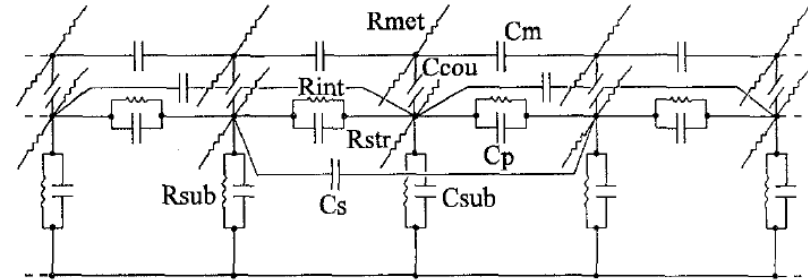 Rmet
Cm
Ccou
Rint
Rstr
Cp
Rsub
Cs
Csub